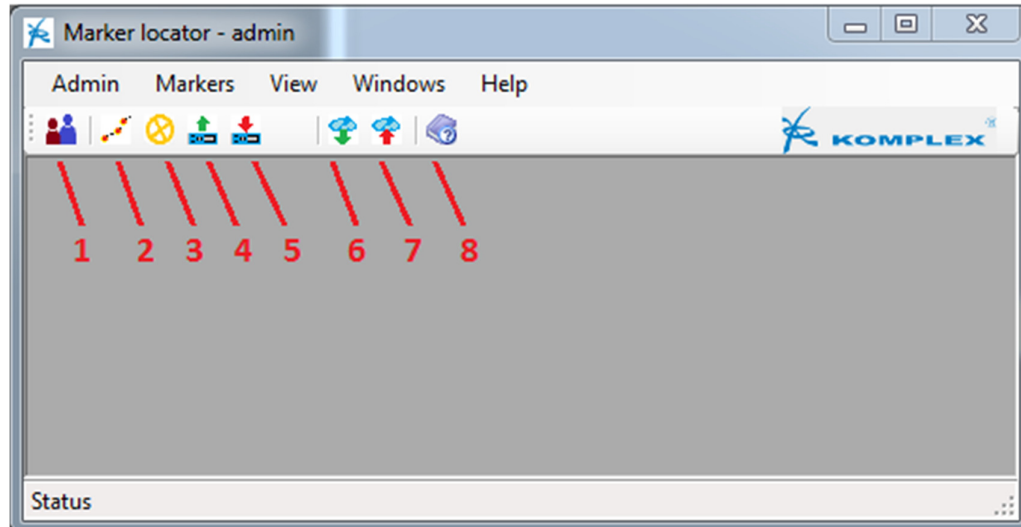 Marker locator - admin
Admin Markers View Windows Help
KOMPLEX
1 2 3 4 5 6 7 8
Status